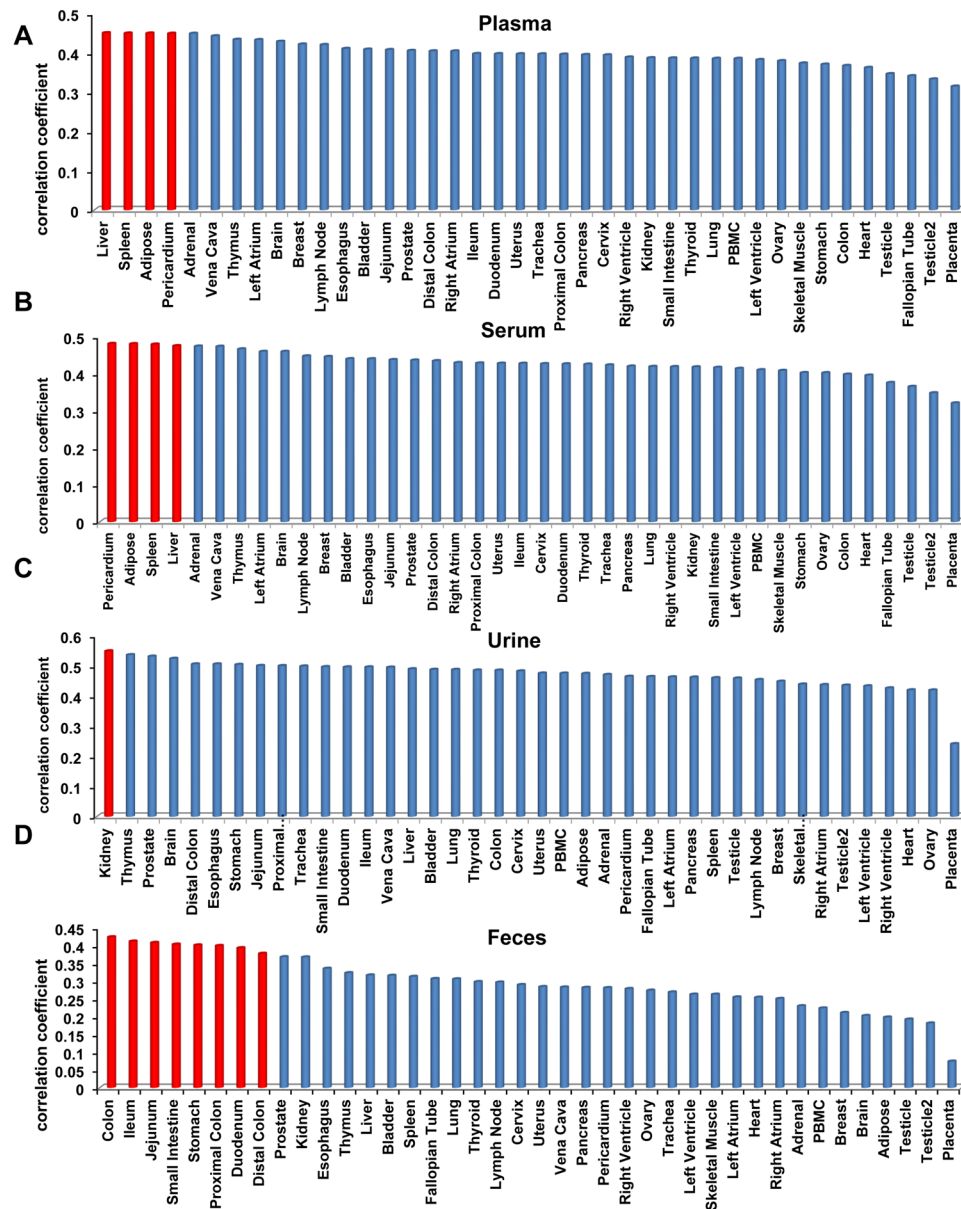 A
Plasma
correlation coefficient
0.5
0.4
0.3
0.2
0.1
0
Liver
Spleen
Adipose
Pericardium
Adrenal
Vena Cava
Thymus
Left Atrium
Brain
Breast
Lymph Node
Esephagus
Bladder
Jejunum
Prostate
Distal Colon
Right Atrium
Ileum
Duodenum
Uterus
Trachea
Proximal Colon
Pancreas
Cervix
Right Ventricle
Kidney
Small Intestine
Thyroid
Lung
PBMC
Left Ventricle
Ovary
Skeletal Muscle
Stomach
Colon
Heart
Testicle
Fallopian Tube
Testicle2
Placenta
B
Serum
correlation coefficient
0.5
0.4
0.3
0.2
0.1
0
Pericardium
Adipose
Spleen
Liver
Adrenal
Vena Cava
Thymus
Left Atrium
Brain
Lymph Node
Breast
Bladder
Esephagus
Jejunum
Prostate
Distal Colon
Right Atrium
Proximal Colon
Uterus
Ileum
Cervix
Duodenum
Thyroid
Trachea
Pancreas
Lung
Right Ventricle
Kidney
Small Intestine
Left Ventricle
PBMC
Skeletal Muscle
Stomach
Ovary
Colon
Heart
Fallopian Tube
Testicle
Testicle2
Placenta
C
Urine
correlation coefficient
0.6
0.5
0.4
0.3
0.2
0.1
0
Kidney
Thymus
Prostate
Brain
Distal Colon
Esophagus
Stomach
Jejunum
Proximal...
Trachea
Small Intestine
Duodenum
Ileum
Vena Cava
Liver
Bladder
Lung
Thyroid
Colon
Cervix
Uterus
PBMC
Adipose
Adrenal
Pericardium
Fallopian Tube
Left Atrium
Pancreas
Spleen
Testicle
Lymph Node
Breast
Skeletal...
Right Atrium
Testicle2
Left Ventricle
Right Ventricle
Heart
Ovary
Placenta
D
Feces
correlation coefficient
0.45
0.4
0.35
0.3
0.25
0.2
0.15
0.1
0.05
0
Colon
Ileum
Jejunum
Small Intestine
Stomach
Proximal Colon
Duodenum
Distal Colon
Prostate
Kidney
Esephagus
Thymus
Liver
Bladder
Spleen
Fallopian Tube
Lung
Thyroid
Lymph Node
Cervix
Uterus
Vena Cava
Pancreas
Pericardium
Right Ventricle
Ovary
Trachea
Left Ventricle
Skeletal Muscle
Left Atrium
Heart
Right Atrium
Adrenal
PBMC
Breast
Brain
Adipose
Testicle
Testicle2
Placenta